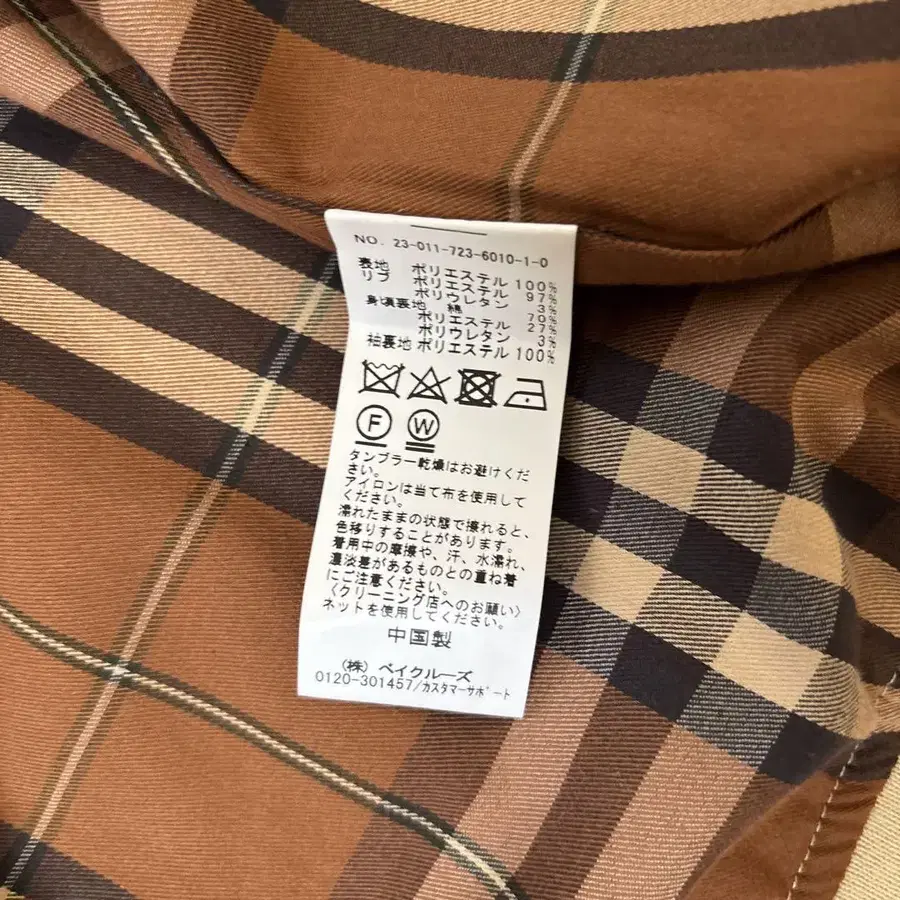 NO. 23-011-723-6010-1-0
表地 ポリエステル 100%
リブ ポリエステル 97%
ポリウレタン 3%
身頃裏地 綿 70%
ポリエステル 27%
ポリウレタン 3%
袖裏地 ポリエステル 100%
F W
タンブラー乾燥はお避けくだ
さい。
アイロンは当て布を使用して
ください。
濡れたままの状態で擦れると、
色移りすることがあります。
着用中の摩擦や、汗、水濡れ、
濃淡差があるものとの重ね着
にご注意ください。
〈クリーニング店へのお願い〉
ネットを使用してください。
中国製
(株) ベイクルーズ
0120-301457/カスタマーサポート